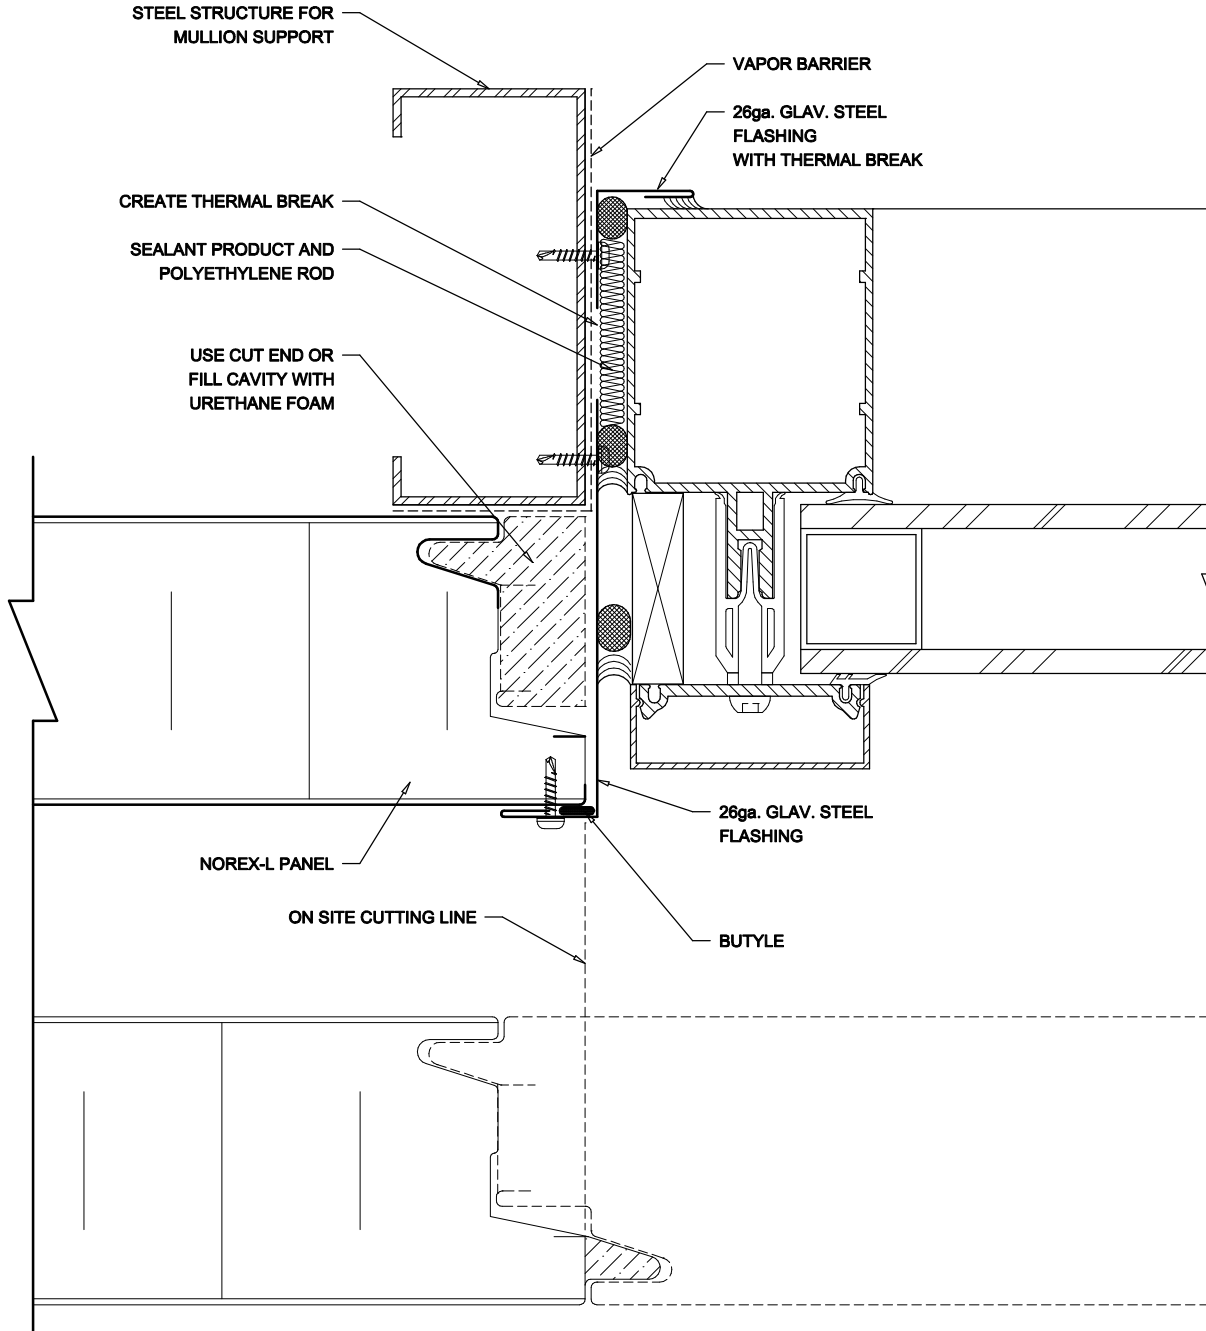 STEEL STRUCTURE FOR
MULLION SUPPORT
VAPOR BARRIER
26ga. GLAV. STEEL
FLASHING
WITH THERMAL BREAK
CREATE THERMAL BREAK
SEALANT PRODUCT AND
POLYETHYLENE ROD
USE CUT END OR
FILL CAVITY WITH
URETHANE FOAM
26ga. GLAV. STEEL
FLASHING
NOREX-L PANEL
ON SITE CUTTING LINE
BUTYLE